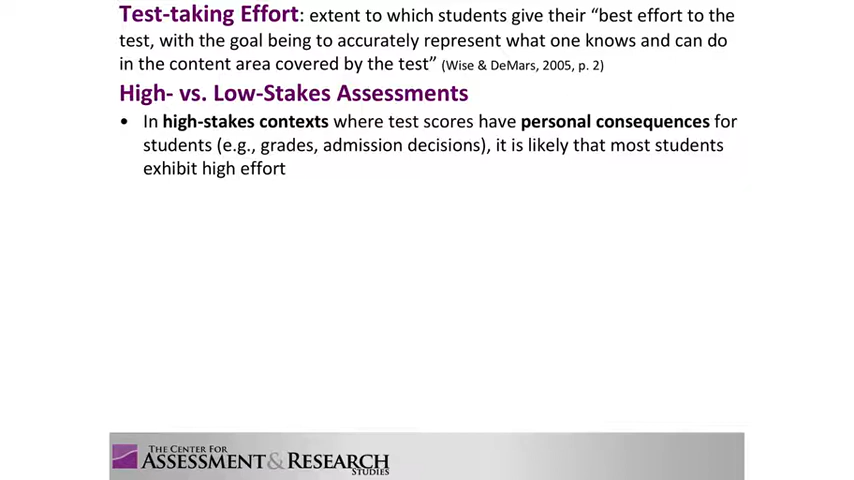 Test-taking Effort: extent to which students give their “best effort to the
test, with the goal being to accurately represent what one knows and can do
in the content area covered by the test” (Wise & DeMars, 2005, p. 2)
High- vs. Low-Stakes Assessments
• In high-stakes contexts where test scores have personal consequences for
students (e.g., grades, admission decisions), it is likely that most students
exhibit high effort
THE CENTER FOR
ASSESSMENT & RESEARCH
STUDIES